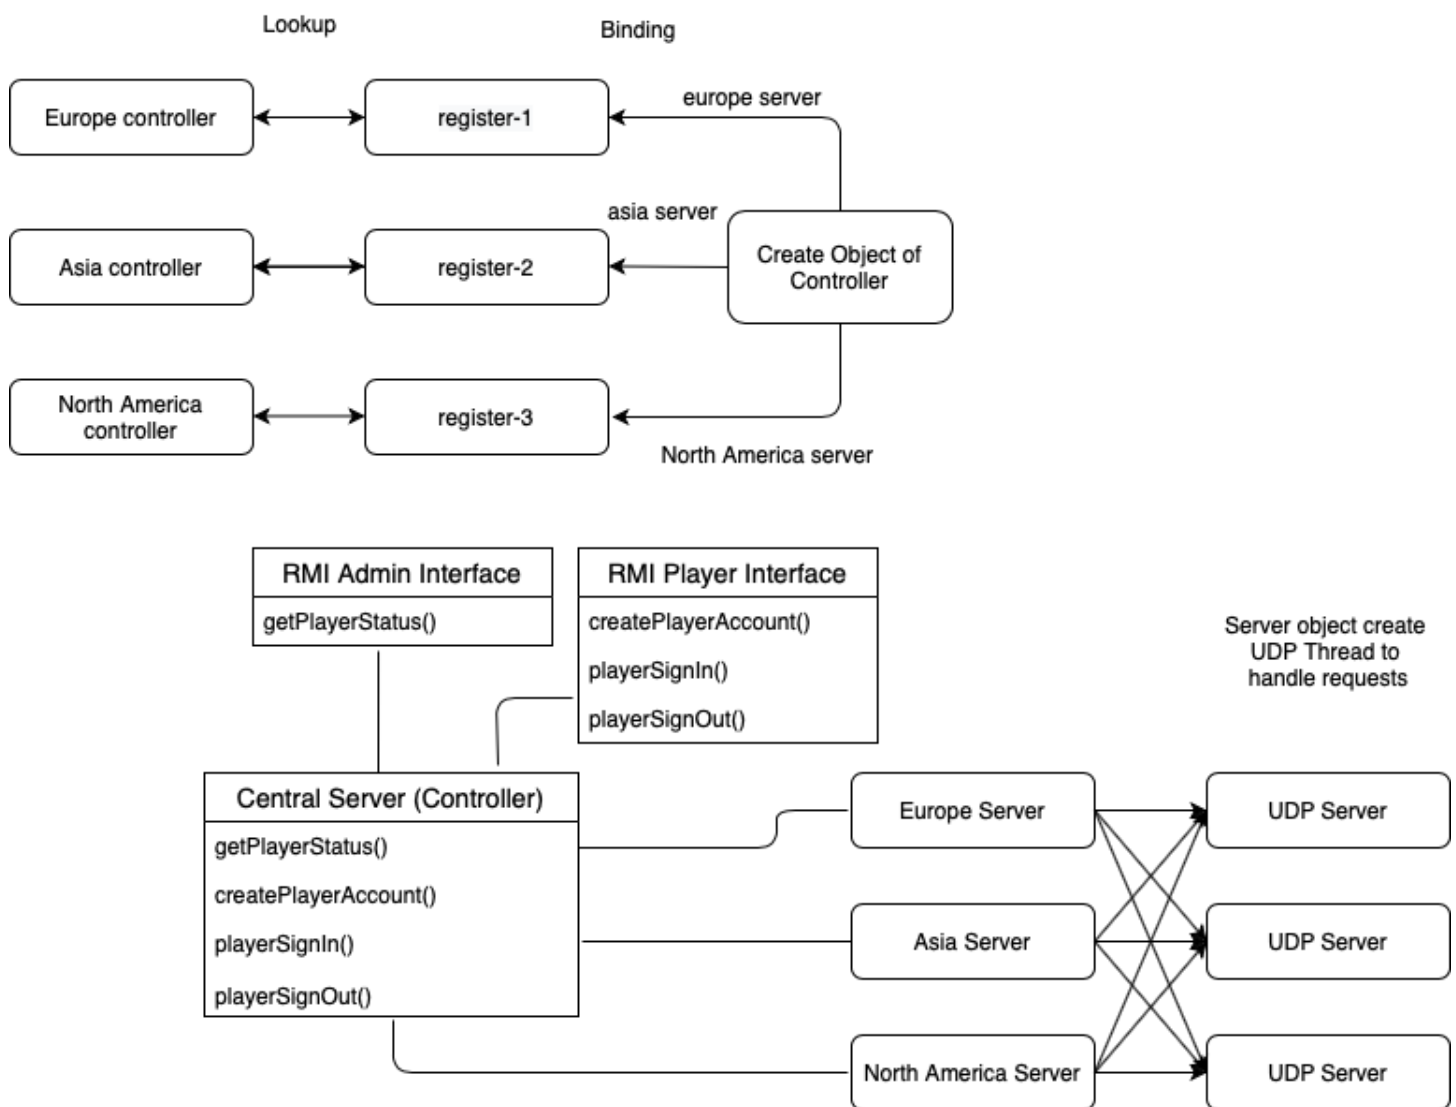 Lookup
Binding
europe server
Europe controller
register-1
asia server
Asia controller
register-2
Create Object of
Controller
North America
controller
register-3
North America server
RMI Admin Interface
getPlayerStatus()
RMI Player Interface
createPlayerAccount()
playerSignIn()
playerSignOut()
Server object create
UDP Thread to
handle requests
Central Server (Controller)
getPlayerStatus()
createPlayerAccount()
playerSignIn()
playerSignOut()
Europe Server
UDP Server
Asia Server
UDP Server
North America Server
UDP Server